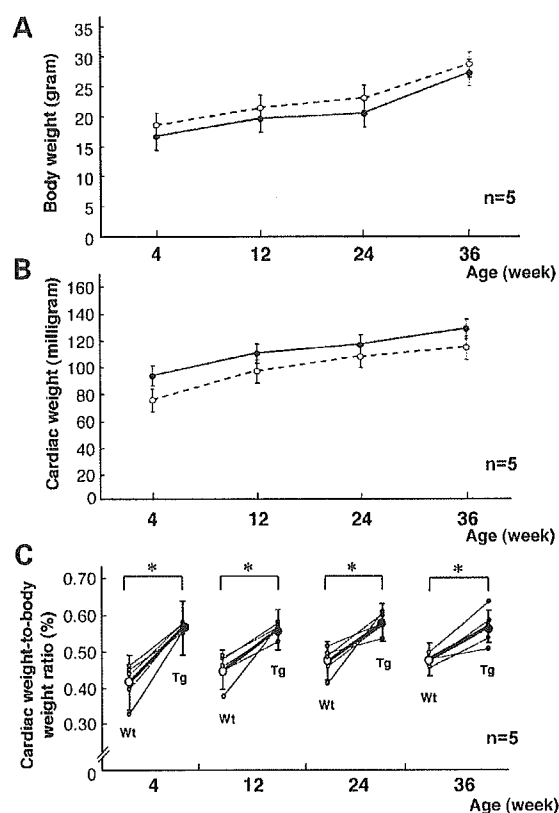 A
Body weight (gram)
35
30
25
20
15
10
5
0
n=5
4 12 24 36
Age (week)
B
Cardiac weight (milligram)
160
140
120
100
80
60
40
20
0
n=5
4 12 24 36
Age (week)
C
Cardiac weight-to-body
weight ratio (%)
0.70
0.60
0.50
0.40
0.30
0
* * * *
Tg Tg Tg Tg
Wt Wt Wt Wt
n=5
4 12 24 36
Age (week)